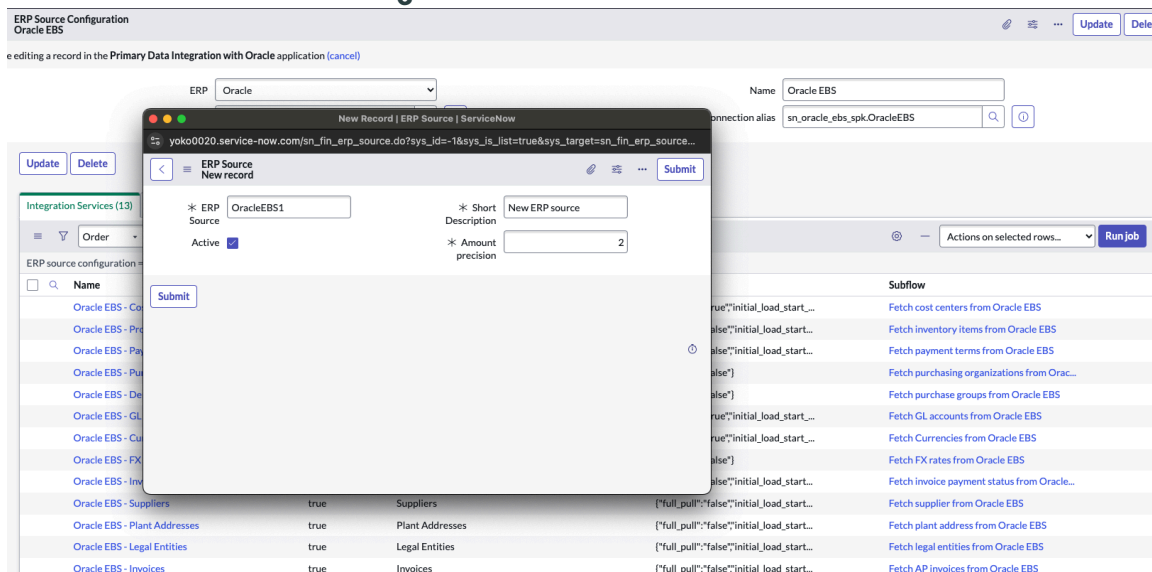 ERP Source Configuration
Oracle EBS
Update
editing a record in the Primary Data Integration with Oracle application (cancel)
ERP Oracle
Name Oracle EBS
onnection alias sn_oracle_ebs_spk.OracleEBS
New Record | ERP Source | ServiceNow
yoko0020.service-now.com/sn_fin_erp_source.do?sys_id=-1&sys_is_list=true&sys_target=sn_fin_erp_source...
Update Delete
ERP Source
New record
Submit
* ERP Source OracleEBS1
* Short Description New ERP source
Active
* Amount precision 2
Submit
Integration Services (13)
Order
Actions on selected rows... Run job
ERP source configuration =
Name Subflow
Oracle EBS - Co rue","initial_load_start_... Fetch cost centers from Oracle EBS
Oracle EBS - Pro alse","initial_load_start... Fetch inventory items from Oracle EBS
Oracle EBS - Pay alse","initial_load_start... Fetch payment terms from Oracle EBS
Oracle EBS - Pu alse"} Fetch purchasing organizations from Orac...
Oracle EBS - De alse"} Fetch purchase groups from Oracle EBS
Oracle EBS - GL rue","initial_load_start_... Fetch GL accounts from Oracle EBS
Oracle EBS - Cu rue","initial_load_start_... Fetch Currencies from Oracle EBS
Oracle EBS - FX alse"} Fetch FX rates from Oracle EBS
Oracle EBS - Inv alse","initial_load_start... Fetch invoice payment status from Oracle...
Oracle EBS - Suppliers true Suppliers {"full_pull":"false","initial_load_start... Fetch supplier from Oracle EBS
Oracle EBS - Plant Addresses true Plant Addresses {"full_pull":"false","initial_load_start... Fetch plant address from Oracle EBS
Oracle EBS - Legal Entities true Legal Entities {"full_pull":"false","initial_load_start... Fetch legal entities from Oracle EBS
Oracle EBS - Invoices true Invoices {"full_pull":"false","initial_load_start... Fetch AP invoices from Oracle EBS